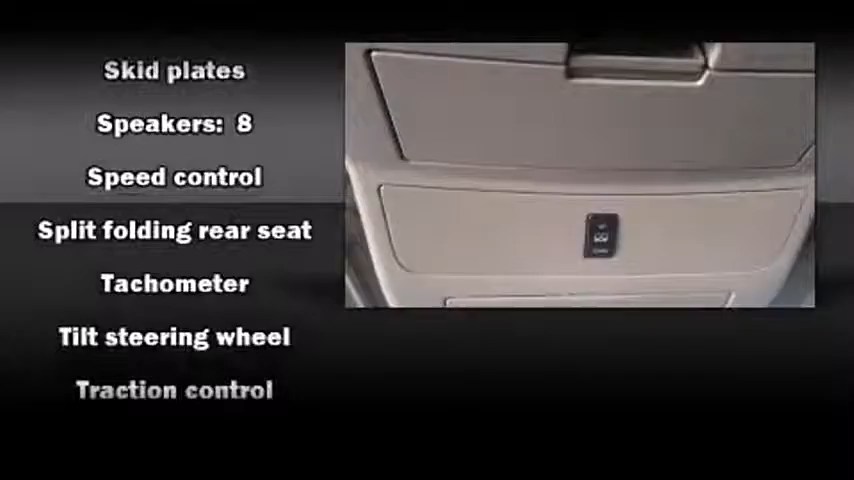 Skid plates
Speakers: 8
Speed control
Split folding rear seat
Tachometer
Tilt steering wheel
Traction control